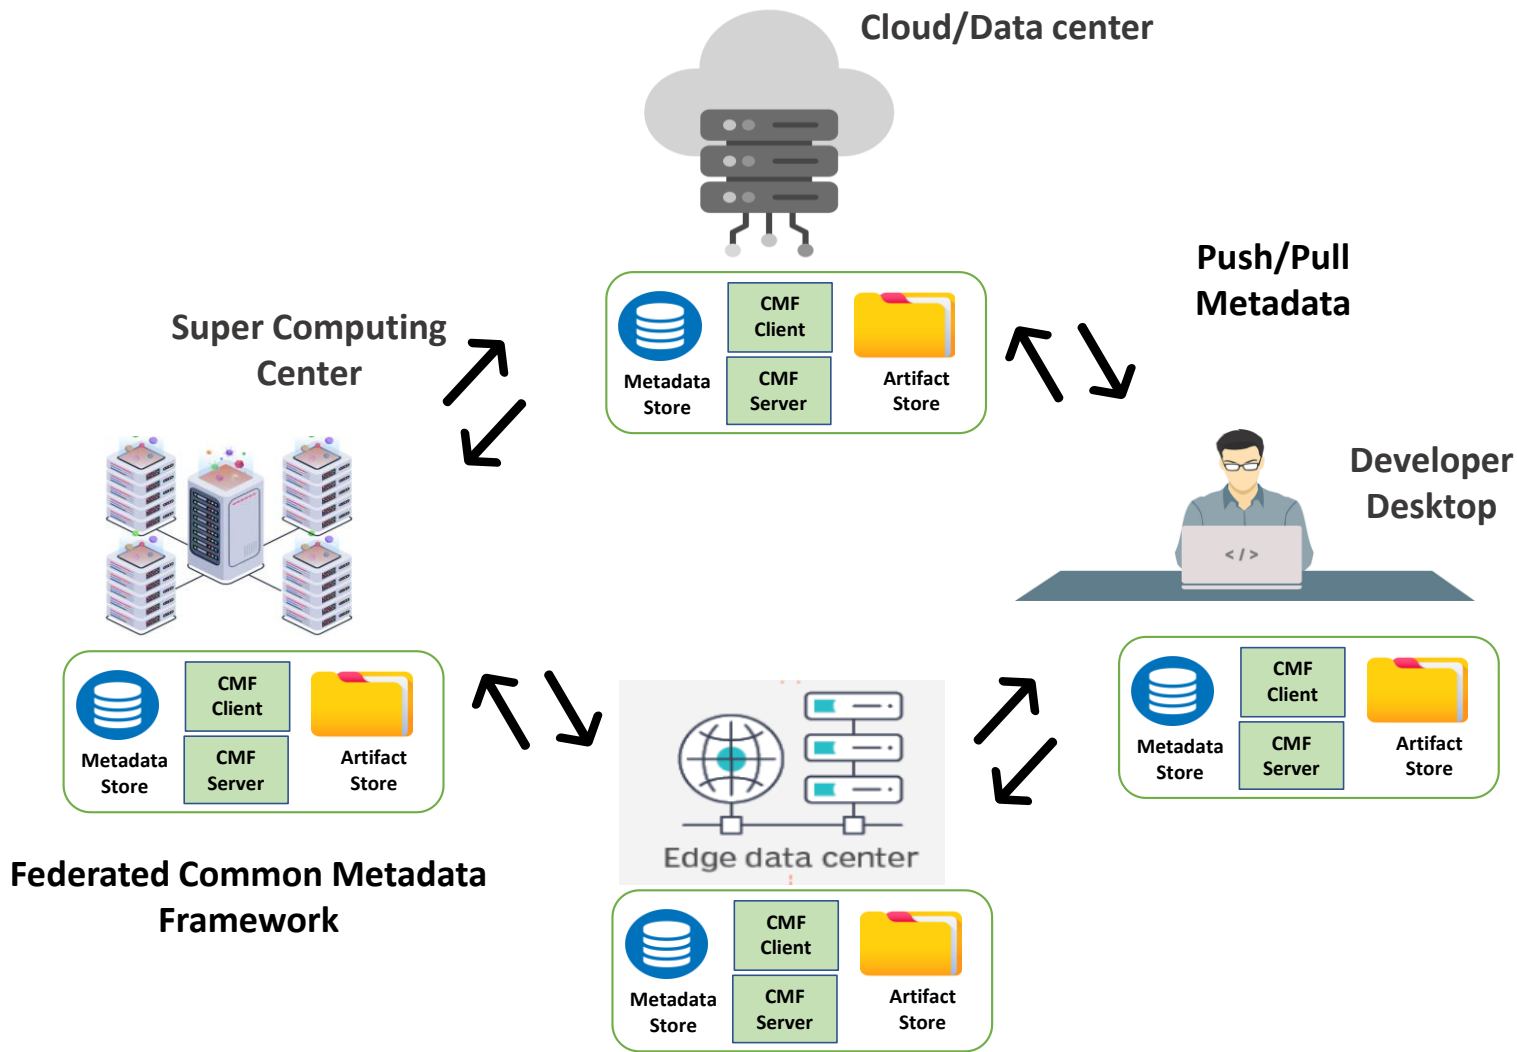 Cloud/Data center
Push/Pull
Metadata
Super Computing
Center
CMF
Client
CMF
Server
Metadata
Store
Artifact
Store
Developer
Desktop
</>
CMF
Client
CMF
Server
Metadata
Store
Artifact
Store
CMF
Client
CMF
Server
Metadata
Store
Artifact
Store
Edge data center
Federated Common Metadata
Framework
CMF
Client
CMF
Server
Metadata
Store
Artifact
Store